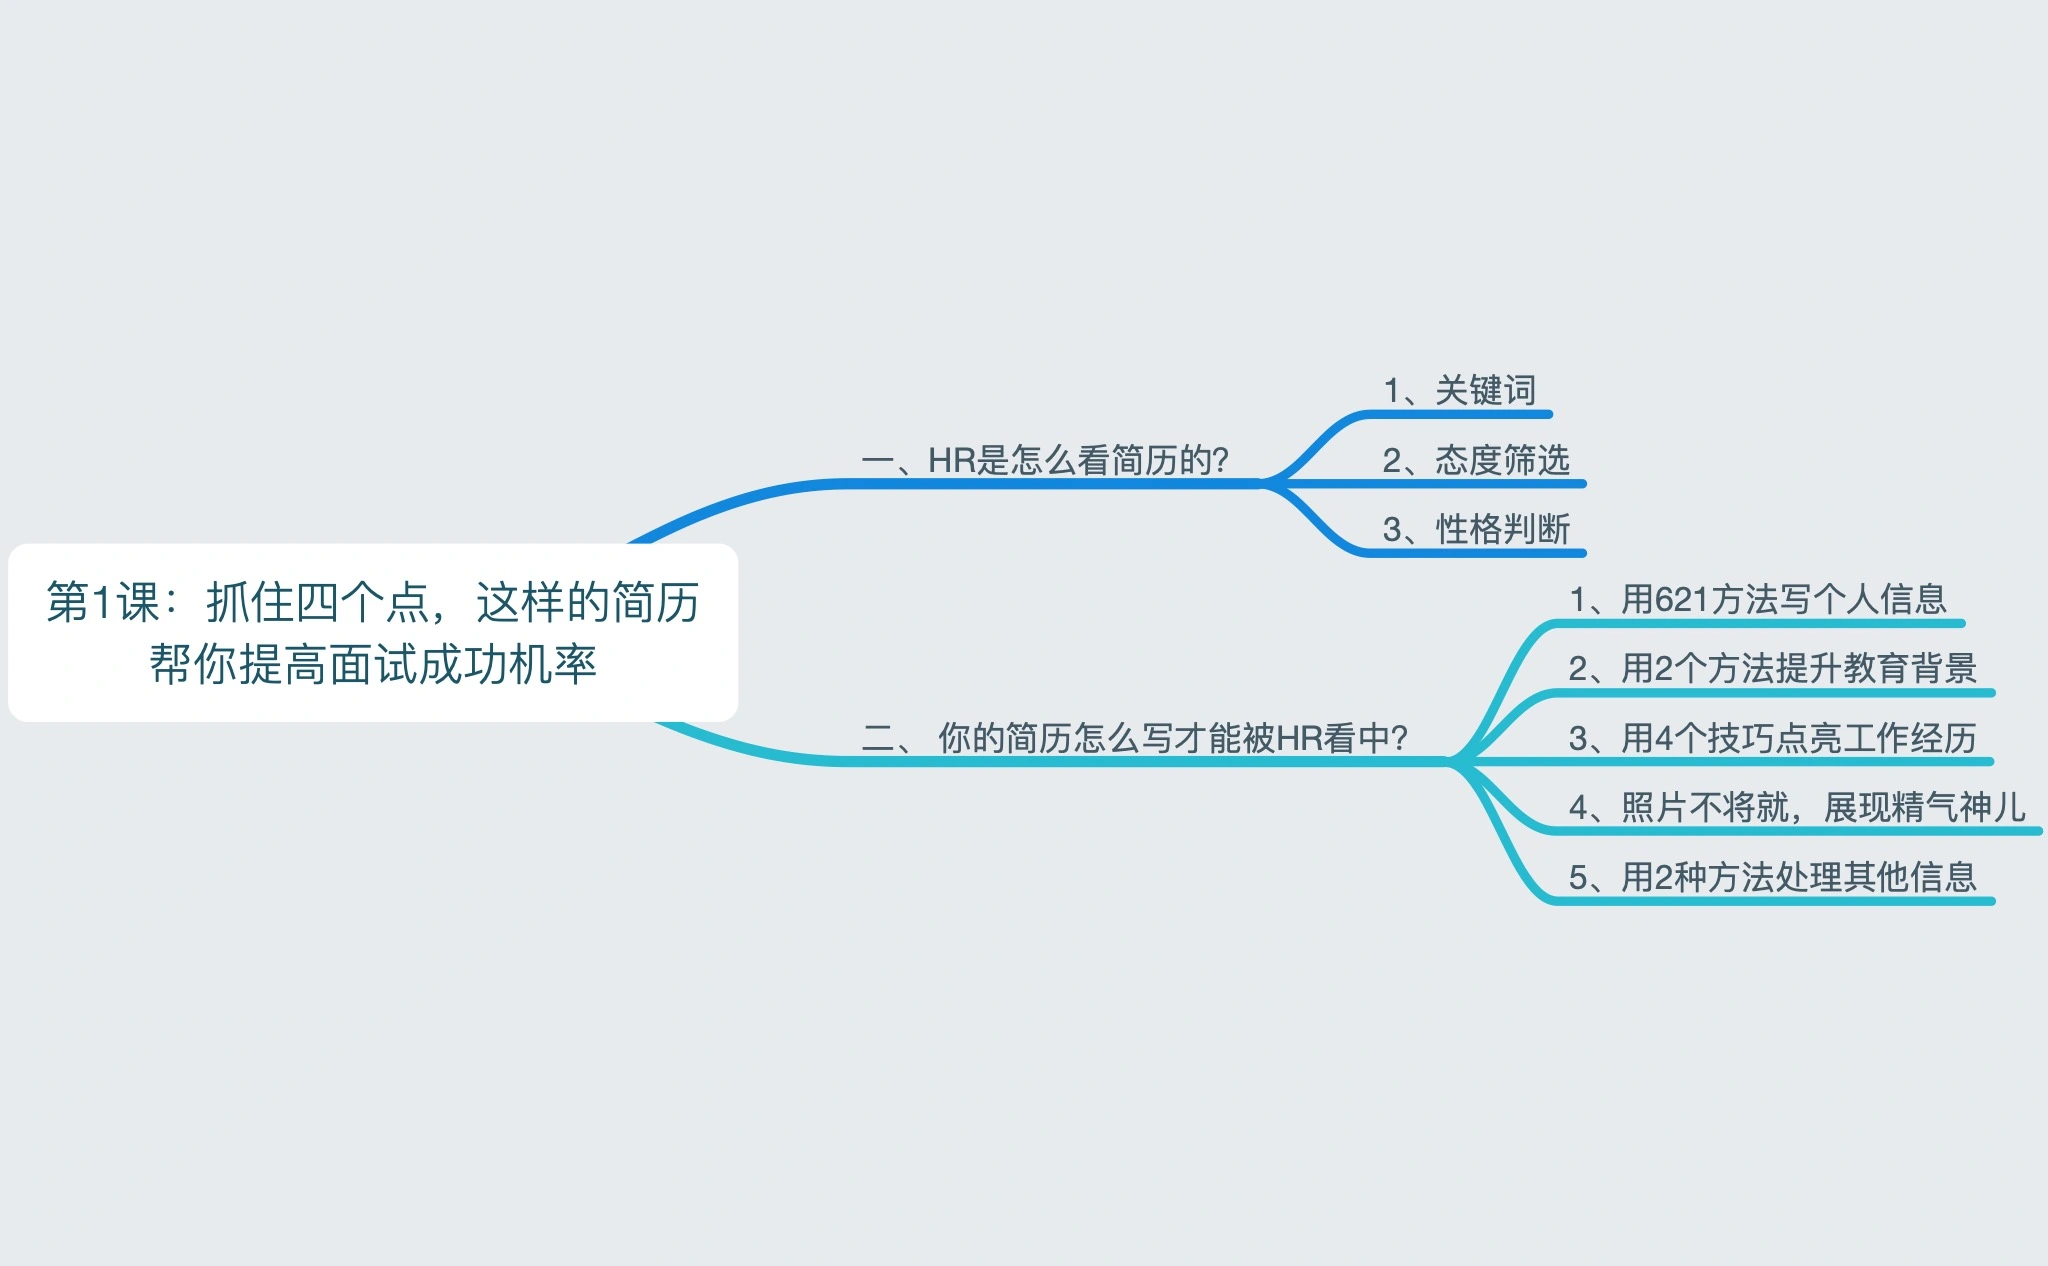 第1课：抓住四个点，这样的简历
帮你提高面试成功机率
一、HR是怎么看简历的？
1、关键词
2、态度筛选
3、性格判断
二、 你的简历怎么写才能被HR看中？
1、用621方法写个人信息
2、用2个方法提升教育背景
3、用4个技巧点亮工作经历
4、照片不将就，展现精气神儿
5、用2种方法处理其他信息